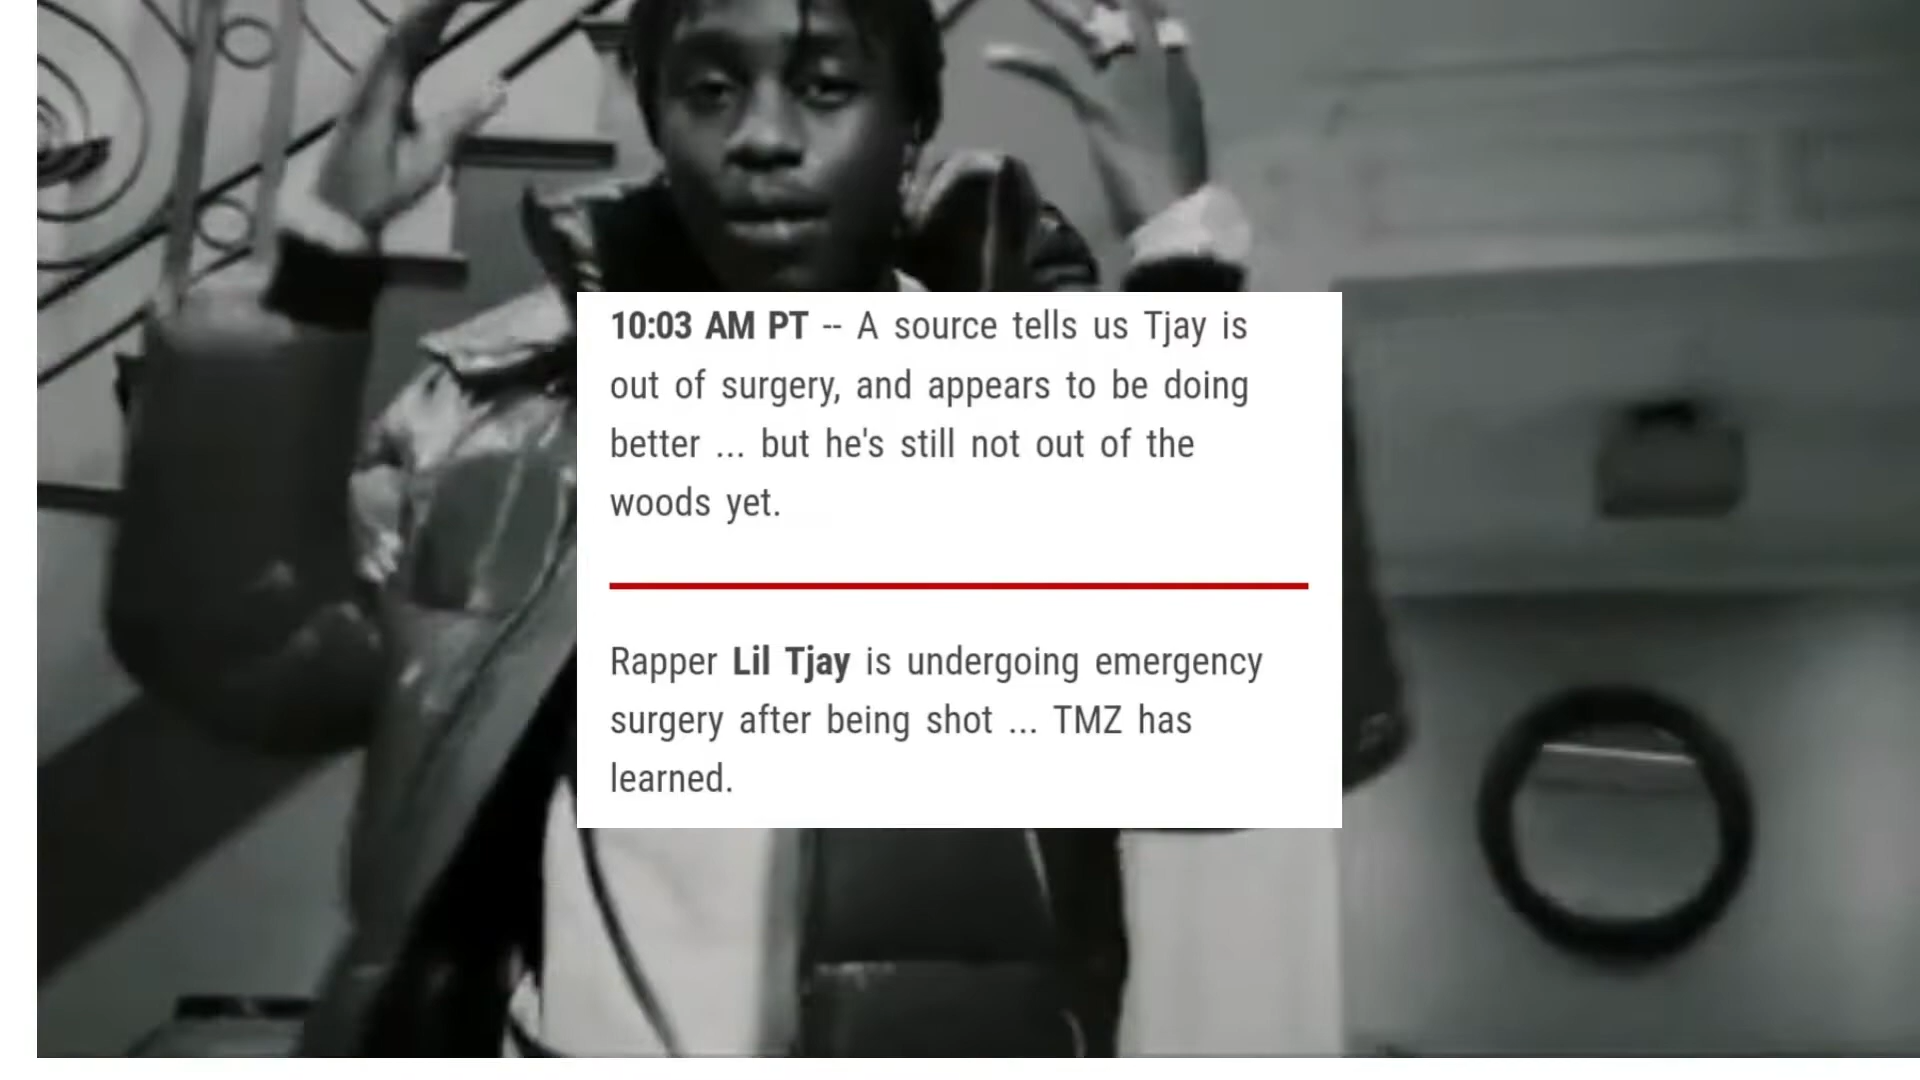 10:03 AM PT -- A source tells us Tjay is
out of surgery, and appears to be doing
better ... but he's still not out of the
woods yet.
Rapper Lil Tjay is undergoing emergency
surgery after being shot ... TMZ has
learned.